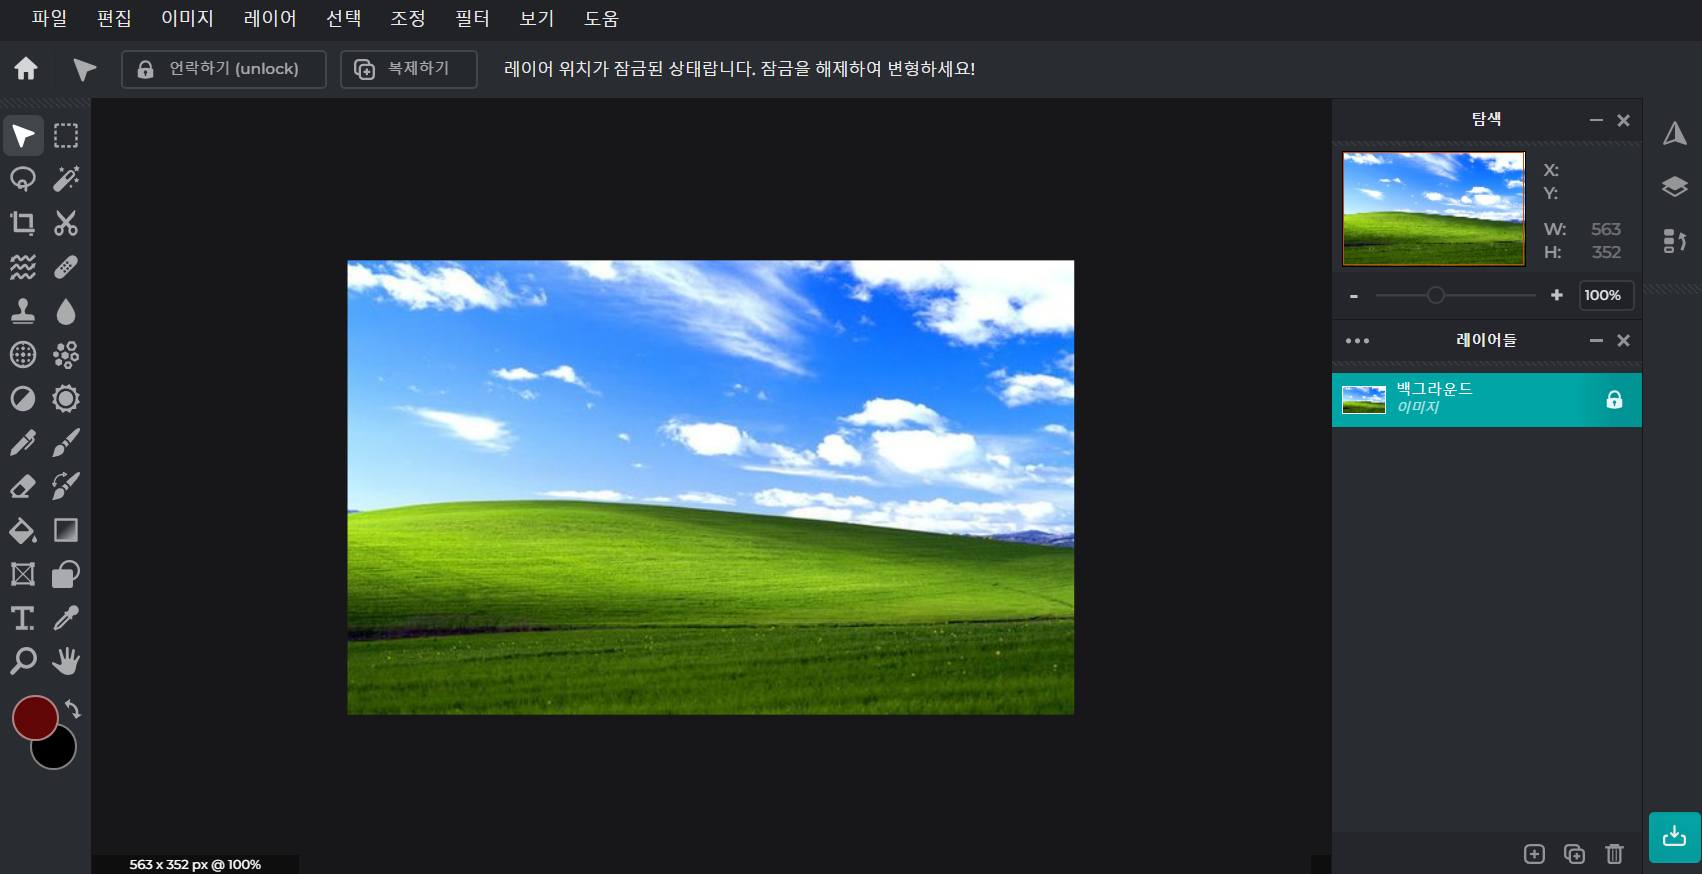 파일 편집 이미지 레이어 선택 조정 필터 보기 도움
언락하기 (unlock) 복제하기 레이어 위치가 잠금된 상태랍니다. 잠금을 해제하여 변형하세요!
탐색
X:
Y:
W: 563
H: 352
- + 100%
레이어들
백그라운드
이미지
563 x 352 px @ 100%